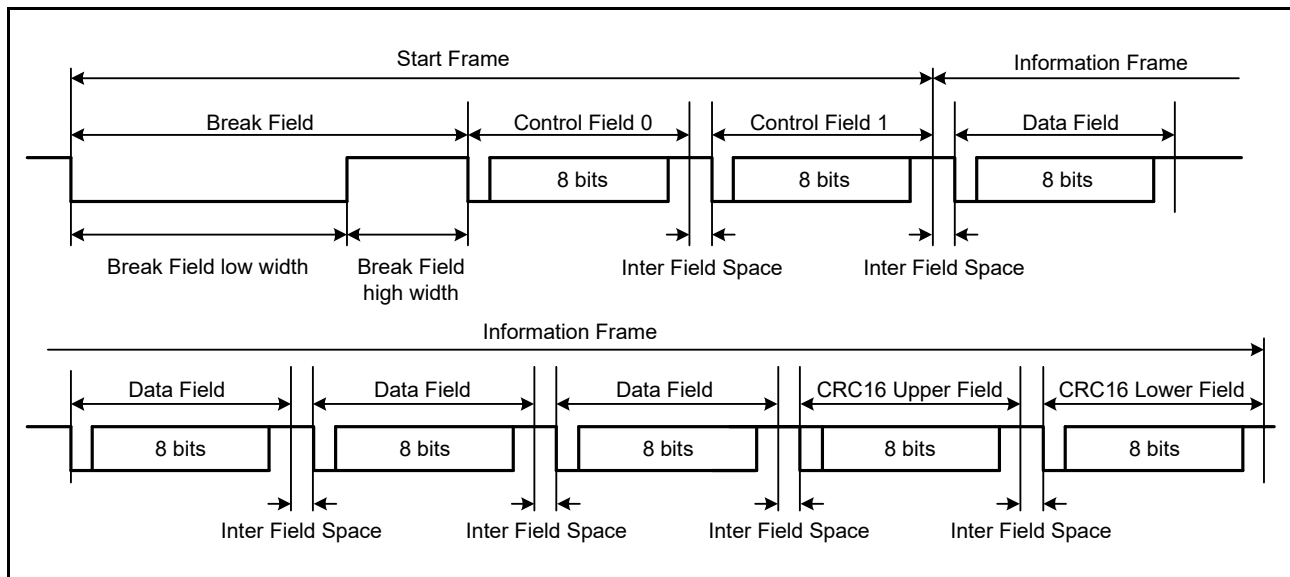 Start Frame
Information Frame
Break Field
Control Field 0
Control Field 1
Data Field
8 bits
8 bits
8 bits
Break Field low width
Break Field
high width
Inter Field Space
Inter Field Space
Information Frame
Data Field
Data Field
Data Field
CRC16 Upper Field
CRC16 Lower Field
8 bits
8 bits
8 bits
8 bits
8 bits
Inter Field Space
Inter Field Space
Inter Field Space
Inter Field Space